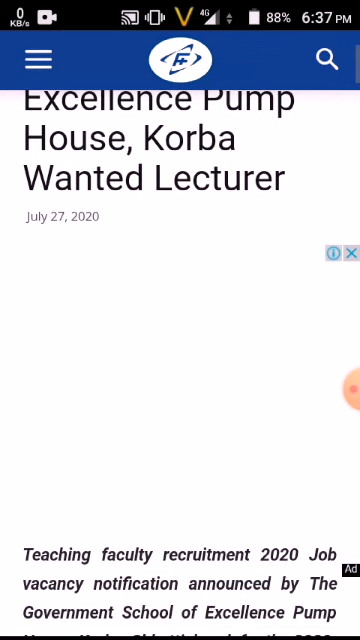 0
KB/s
4G
88%
6:37 PM
Excellence Pump
House, Korba
Wanted Lecturer
July 27, 2020
Ad
Teaching faculty recruitment 2020 Job
vacancy notification announced by The
Government School of Excellence Pump